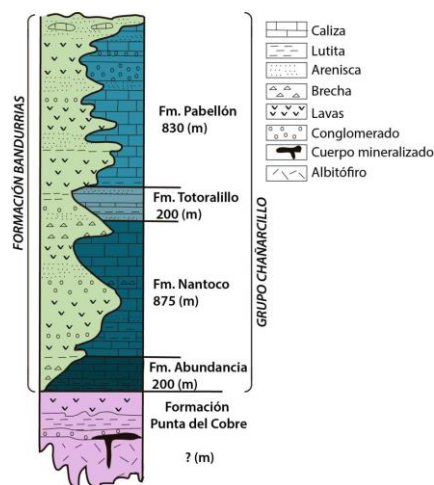 FORMACIÓN BANDURRIAS
Fm. Pabellón
830 (m)
Fm. Totoralillo
200 (m)
Fm. Nantoco
875 (m)
Fm. Abundancia
200 (m)
Formación
Punta del Cobre
? (m)
GRUPO CHAÑARCILLO
Caliza
Lutita
Arenisca
Brecha
Lavas
Conglomerado
Cuerpo mineralizado
Albitófiro